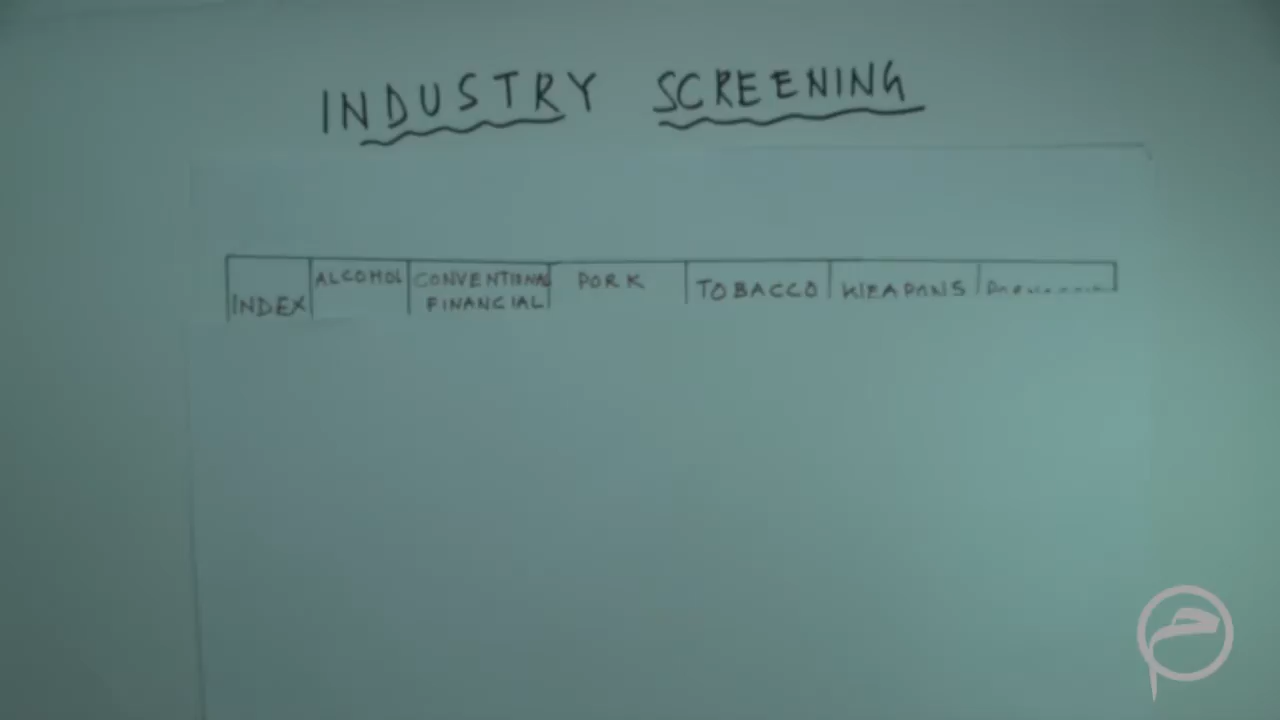 INDUSTRY SCREENING
INDEX ALCOHOL CONVENTIONAL FINANCIAL PORK TOBACCO WEAPONS